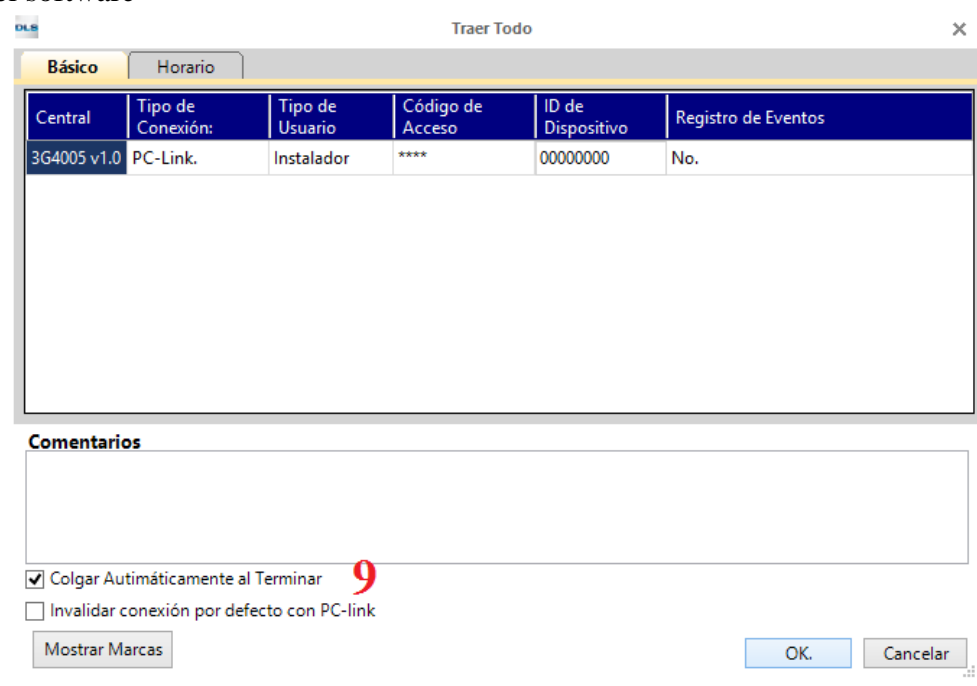 el software
DLS
Traer Todo
Básico Horario
Central Tipo de Conexión: Tipo de Usuario Código de Acceso ID de Dispositivo Registro de Eventos
3G4005 v1.0 PC-Link. Instalador **** 00000000 No.
Comentarios
Colgar Autimáticamente al Terminar 9
Invalidar conexión por defecto con PC-link
Mostrar Marcas OK. Cancelar